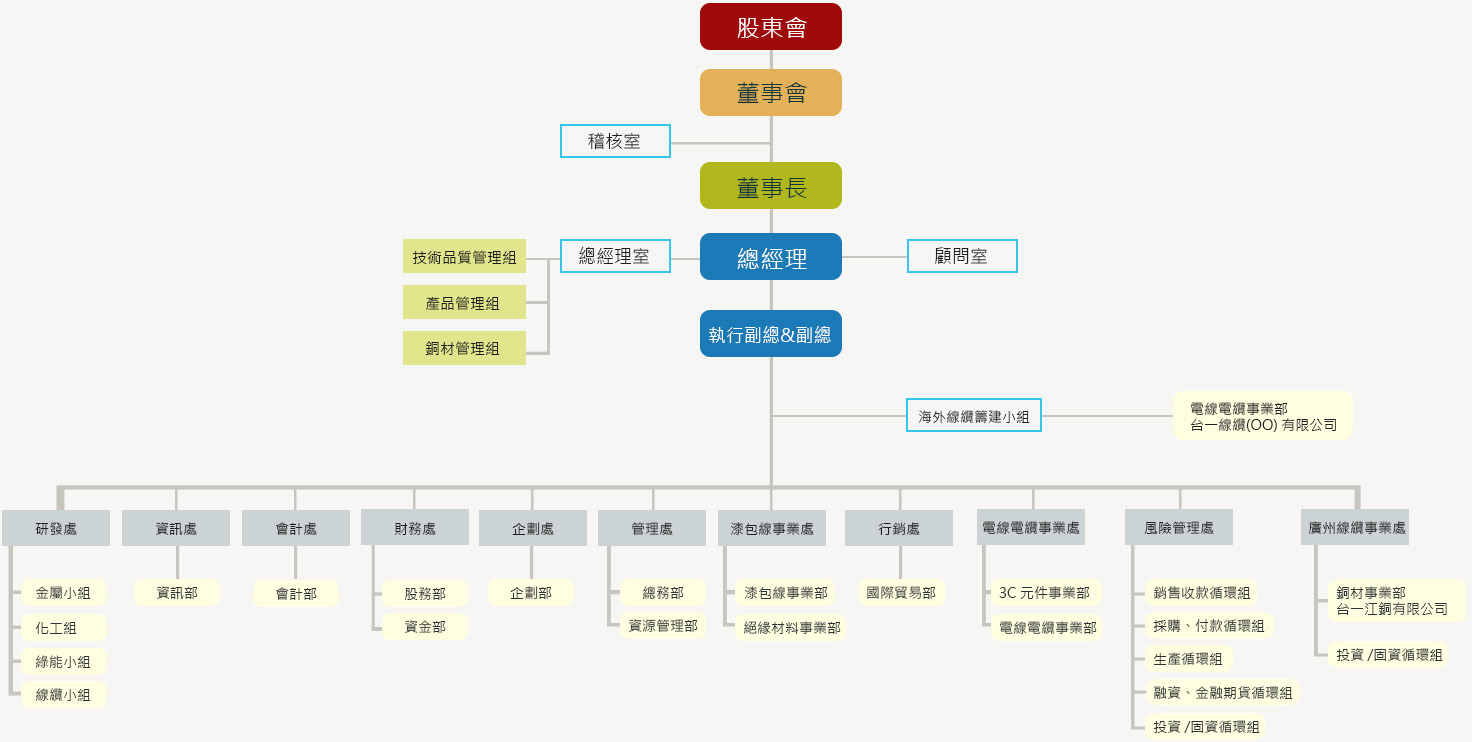 股東會
董事會
稽核室
董事長
技術品質管理組
總經理室
總經理
顧問室
產品管理組
銅材管理組
執行副總&副總
海外線纜籌建小組
電線電纜事業部
台一線纜(OO) 有限公司
研發處
資訊處
會計處
財務處
企劃處
管理處
漆包線事業處
行銷處
電線電纜事業處
風險管理處
廣州線纜事業處
金屬小組
化工組
綠能小組
線纜小組
資訊部
會計部
股務部
資金部
企劃部
總務部
資源管理部
漆包線事業部
絕緣材料事業部
國際貿易部
3C 元件事業部
電線電纜事業部
銷售收款循環組
採購、付款循環組
生產循環組
融資、金融期貨循環組
投資 /固資循環組
銅材事業部
台一江銅有限公司
投資 /固資循環組